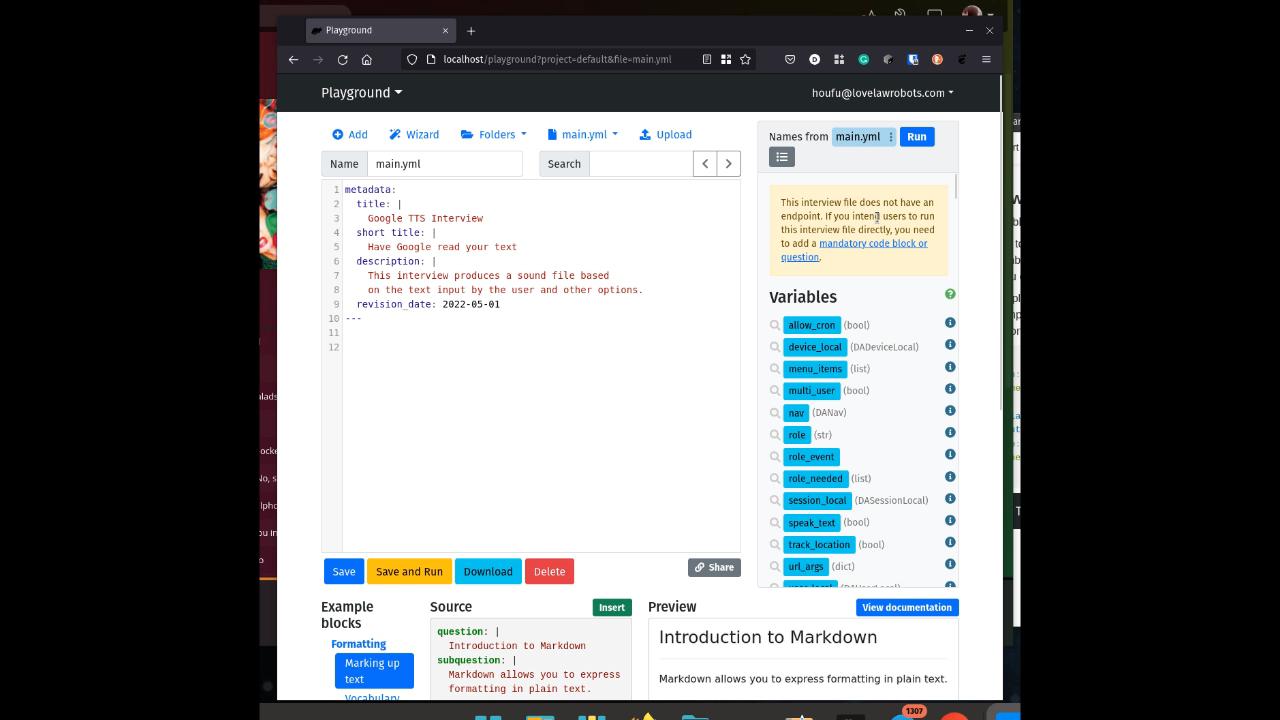 Playground
localhost/playground?project=default&file=main.yml
Playground
houfu@lovelawrobots.com
Add
Wizard
Folders
main.yml
Upload
Name
main.yml
Search
1 metadata:
2 title: |
3 Google TTS Interview
4 short title: |
5 Have Google read your text
6 description: |
7 This interview produces a sound file based
8 on the text input by the user and other options.
9 revision_date: 2022-05-01
10 ---
11
12
Names from main.yml Run
This interview file does not have an
endpoint. If you intend users to run
this interview file directly, you need
to add a mandatory code block or
question.
Variables
allow_cron (bool)
device_local (DADeviceLocal)
menu_items (list)
multi_user (bool)
nav (DANav)
role (str)
role_event
role_needed (list)
session_local (DASessionLocal)
speak_text (bool)
track_location (bool)
url_args (dict)
Save
Save and Run
Download
Delete
Share
Example
blocks
Formatting
Marking up
text
Vocabulary
Source
Insert
question: |
Introduction to Markdown
subquestion: |
Markdown allows you to express
formatting in plain text.
Preview
View documentation
Introduction to Markdown
Markdown allows you to express formatting in plain text.
1307